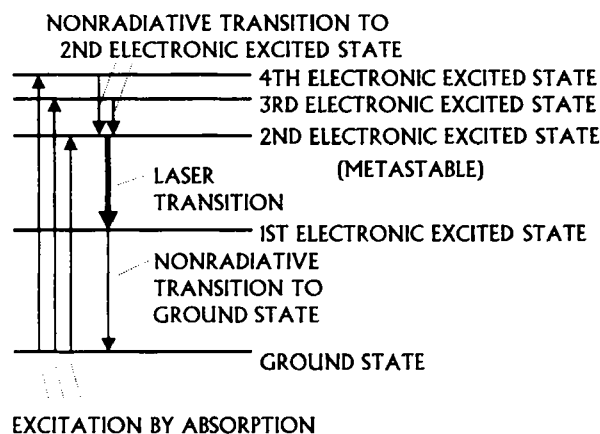 NONRADIATIVE TRANSITION TO
2ND ELECTRONIC EXCITED STATE
4TH ELECTRONIC EXCITED STATE
3RD ELECTRONIC EXCITED STATE
2ND ELECTRONIC EXCITED STATE
(METASTABLE)
LASER
TRANSITION
1ST ELECTRONIC EXCITED STATE
NONRADIATIVE
TRANSITION TO
GROUND STATE
GROUND STATE
EXCITATION BY ABSORPTION